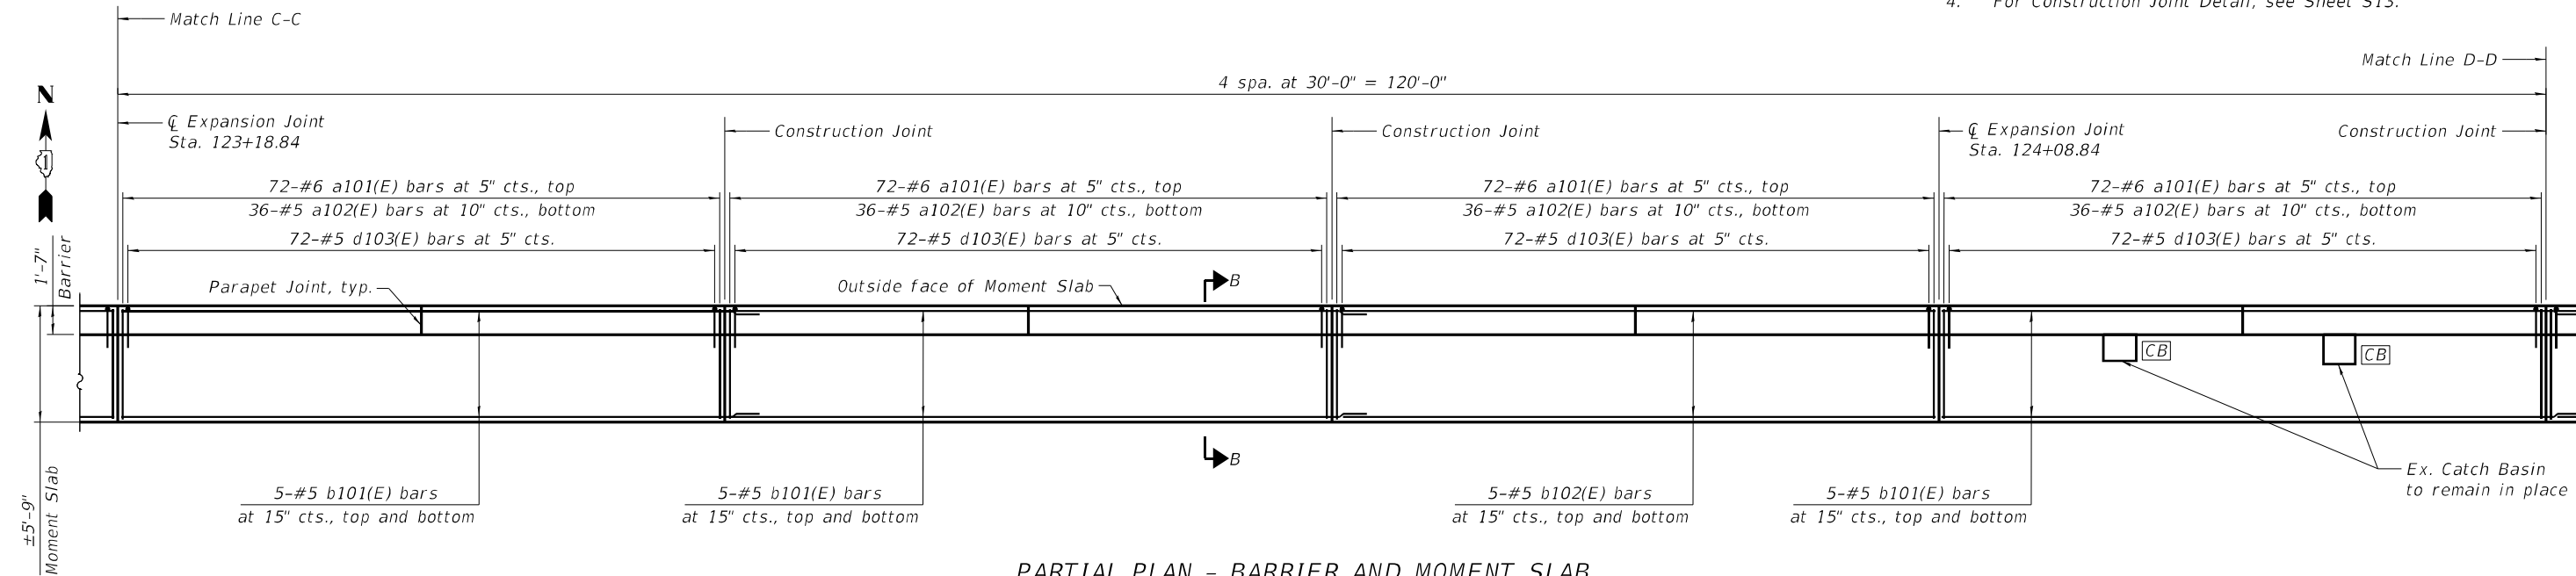 4. For Construction Joint Detail, see Sheet S13.
Match Line C-C
Match Line D-D
4 spa. at 30'-0" = 120'-0"
N
1
℄ Expansion Joint
Sta. 123+18.84
Construction Joint
Construction Joint
℄ Expansion Joint
Sta. 124+08.84
Construction Joint
72-#6 a101(E) bars at 5" cts., top
36-#5 a102(E) bars at 10" cts., bottom
72-#5 d103(E) bars at 5" cts.
72-#6 a101(E) bars at 5" cts., top
36-#5 a102(E) bars at 10" cts., bottom
72-#5 d103(E) bars at 5" cts.
72-#6 a101(E) bars at 5" cts., top
36-#5 a102(E) bars at 10" cts., bottom
72-#5 d103(E) bars at 5" cts.
72-#6 a101(E) bars at 5" cts., top
36-#5 a102(E) bars at 10" cts., bottom
72-#5 d103(E) bars at 5" cts.
1'-7"
Barrier
Parapet Joint, typ.
Outside face of Moment Slab
B
CB
CB
B
±5'-9"
Moment Slab
5-#5 b101(E) bars
at 15" cts., top and bottom
5-#5 b101(E) bars
at 15" cts., top and bottom
5-#5 b102(E) bars
at 15" cts., top and bottom
5-#5 b101(E) bars
at 15" cts., top and bottom
Ex. Catch Basin
to remain in place
PARTIAL PLAN - BARRIER AND MOMENT SLAB